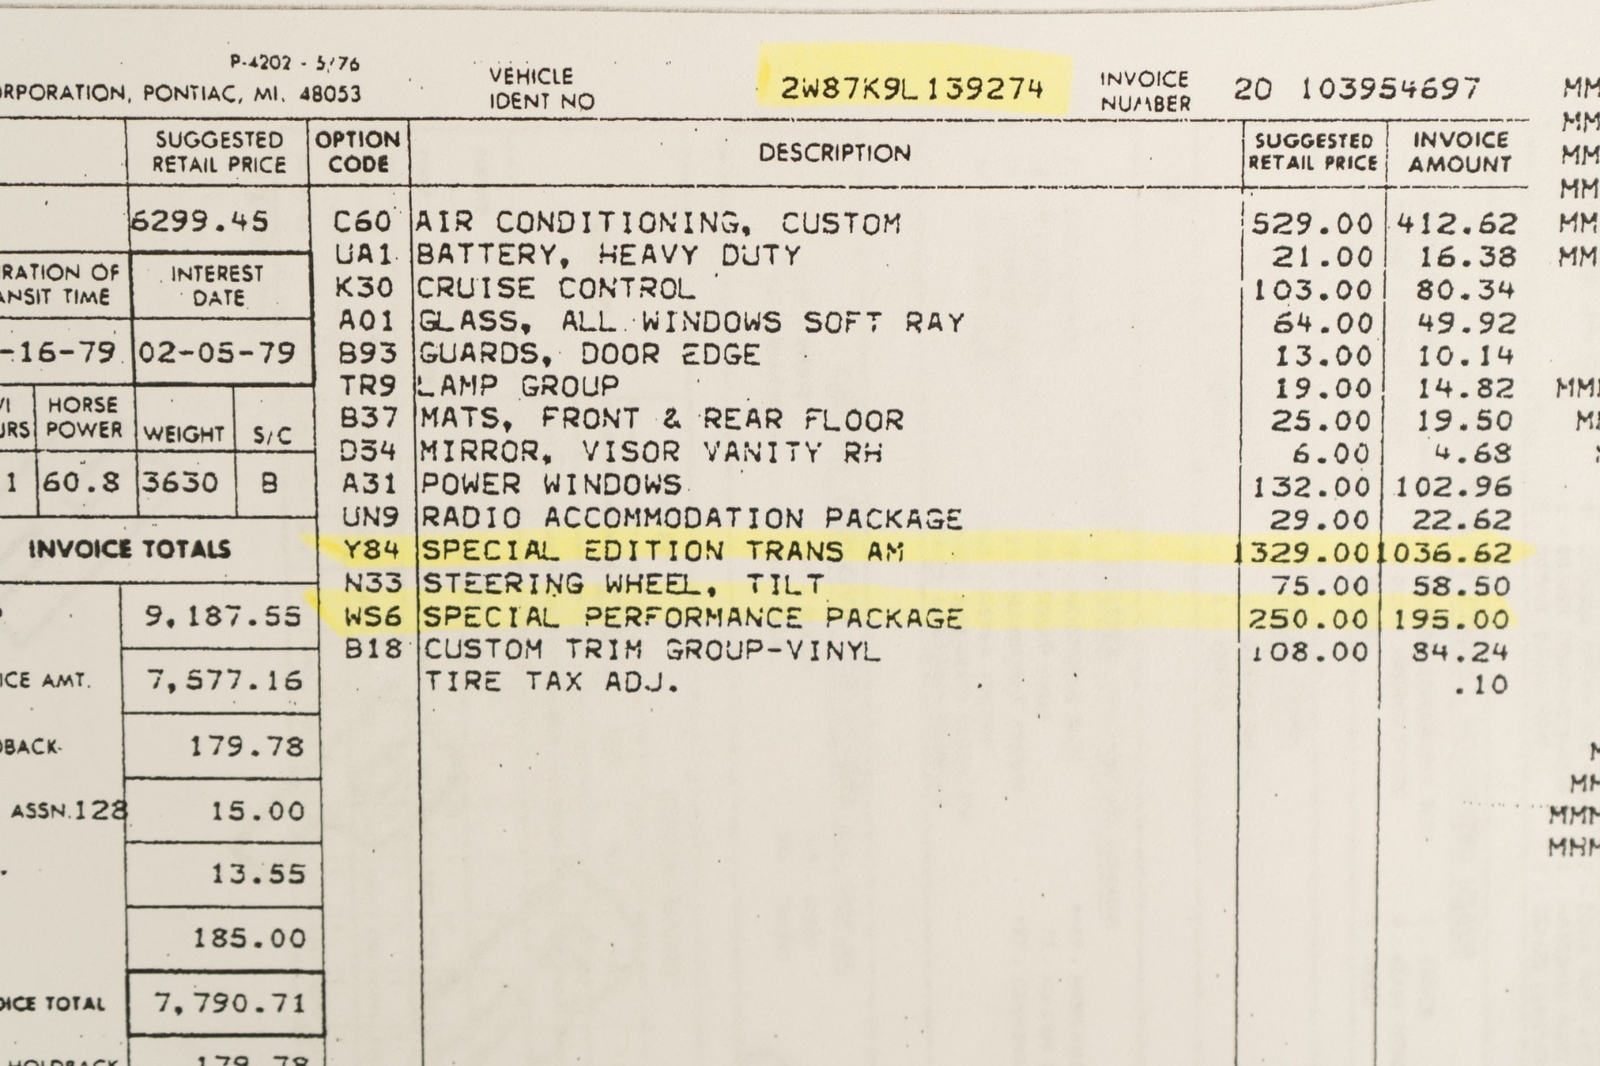 P-4202 - 5/76
RPORATION, PONTIAC, MI. 48053
VEHICLE IDENT NO 2W87K9L139274
INVOICE NUMBER 20 103954697
SUGGESTED RETAIL PRICE
6299.45
RATION OF
ANSIT TIME
INTEREST DATE
-16-79 02-05-79
URS HORSE POWER WEIGHT S/C
1 60.8 3630 B
INVOICE TOTALS
9,187.55
ICE AMT. 7,577.16
DBACK- 179.78
ASSN.128 15.00
13.55
185.00
OICE TOTAL 7,790.71
HOLDBACK 179.78
OPTION CODE DESCRIPTION SUGGESTED RETAIL PRICE INVOICE AMOUNT
C60 AIR CONDITIONING, CUSTOM 529.00 412.62
UA1 BATTERY, HEAVY DUTY 21.00 16.38
K30 CRUISE CONTROL 103.00 80.34
A01 GLASS, ALL WINDOWS SOFT RAY 64.00 49.92
B93 GUARDS, DOOR EDGE 13.00 10.14
TR9 LAMP GROUP 19.00 14.82
B37 MATS, FRONT & REAR FLOOR 25.00 19.50
D34 MIRROR, VISOR VANITY RH 6.00 4.68
A31 POWER WINDOWS 132.00 102.96
UN9 RADIO ACCOMMODATION PACKAGE 29.00 22.62
Y84 SPECIAL EDITION TRANS AM 1329.00 1036.62
N33 STEERING WHEEL, TILT 75.00 58.50
WS6 SPECIAL PERFORMANCE PACKAGE 250.00 195.00
B18 CUSTOM TRIM GROUP-VINYL 108.00 84.24
TIRE TAX ADJ. .10